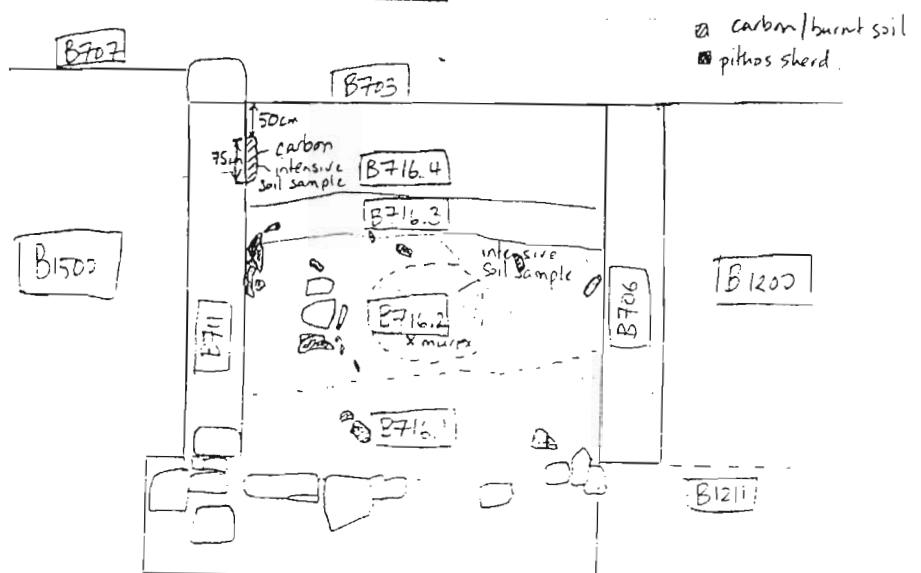 carbon/burnt soil
pithos sherd.
B707
B703
50cm
carbon
75cm
intensive
soil sample
B716.4
B716.3
intensive
soil sample
B1500
B1200
B716.2
x murex
B711
B706
B716.1
B1211